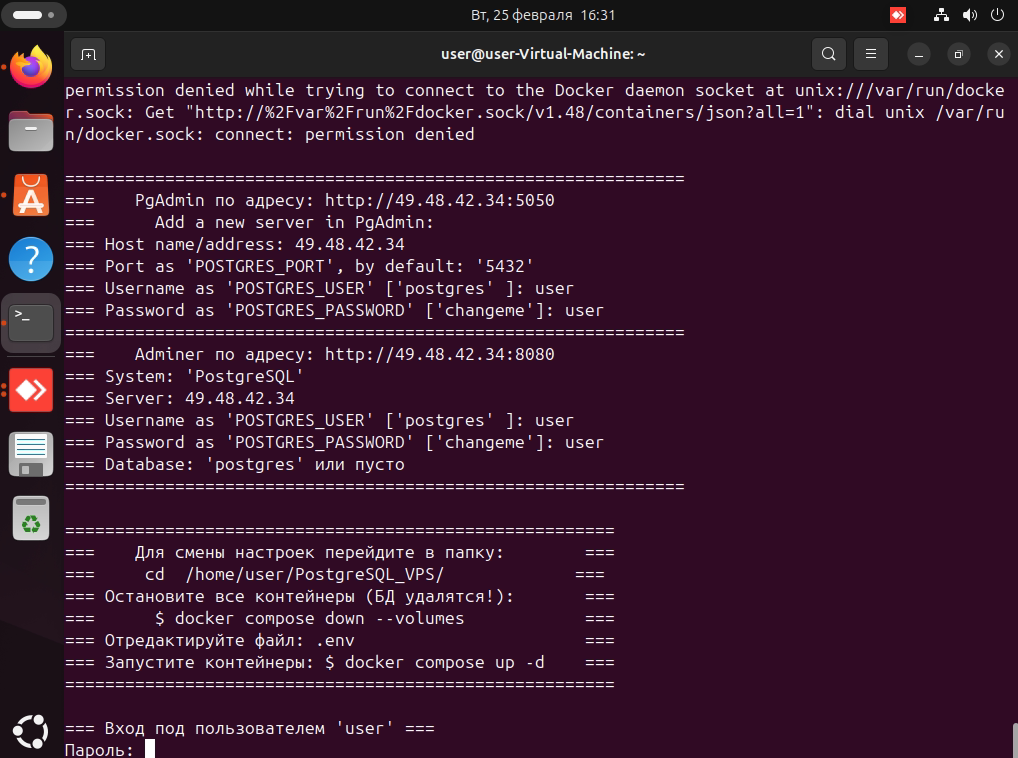 Вт, 25 февраля 16:31
user@user-Virtual-Machine: ~
permission denied while trying to connect to the Docker daemon socket at unix:///var/run/docke
r.sock: Get "http://%2Fvar%2Frun%2Fdocker.sock/v1.48/containers/json?all=1": dial unix /var/ru
n/docker.sock: connect: permission denied
==============================================================
===    PgAdmin по адресу: http://49.48.42.34:5050
===      Add a new server in PgAdmin:
=== Host name/address: 49.48.42.34
=== Port as 'POSTGRES_PORT', by default: '5432'
=== Username as 'POSTGRES_USER' ['postgres' ]: user
=== Password as 'POSTGRES_PASSWORD' ['changeme']: user
==============================================================
===    Adminer по адресу: http://49.48.42.34:8080
=== System: 'PostgreSQL'
=== Server: 49.48.42.34
=== Username as 'POSTGRES_USER' ['postgres' ]: user
=== Password as 'POSTGRES_PASSWORD' ['changeme']: user
=== Database: 'postgres' или пусто
==============================================================
=======================================================
===    Для смены настроек перейдите в папку:        ===
===     cd  /home/user/PostgreSQL_VPS/             ===
=== Остановите все контейнеры (БД удалятся!):       ===
===      $ docker compose down --volumes            ===
=== Отредактируйте файл: .env                       ===
=== Запустите контейнеры: $ docker compose up -d    ===
=======================================================
=== Вход под пользователем 'user' ===
Пароль: